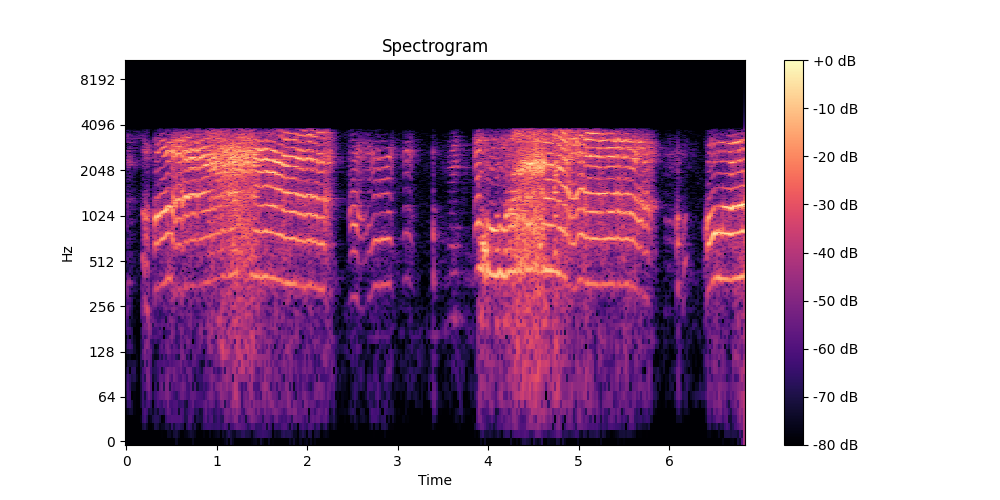 Spectrogram
8192
4096
2048
1024
512
256
128
64
0
Hz
0 1 2 3 4 5 6
Time
+0 dB
-10 dB
-20 dB
-30 dB
-40 dB
-50 dB
-60 dB
-70 dB
-80 dB